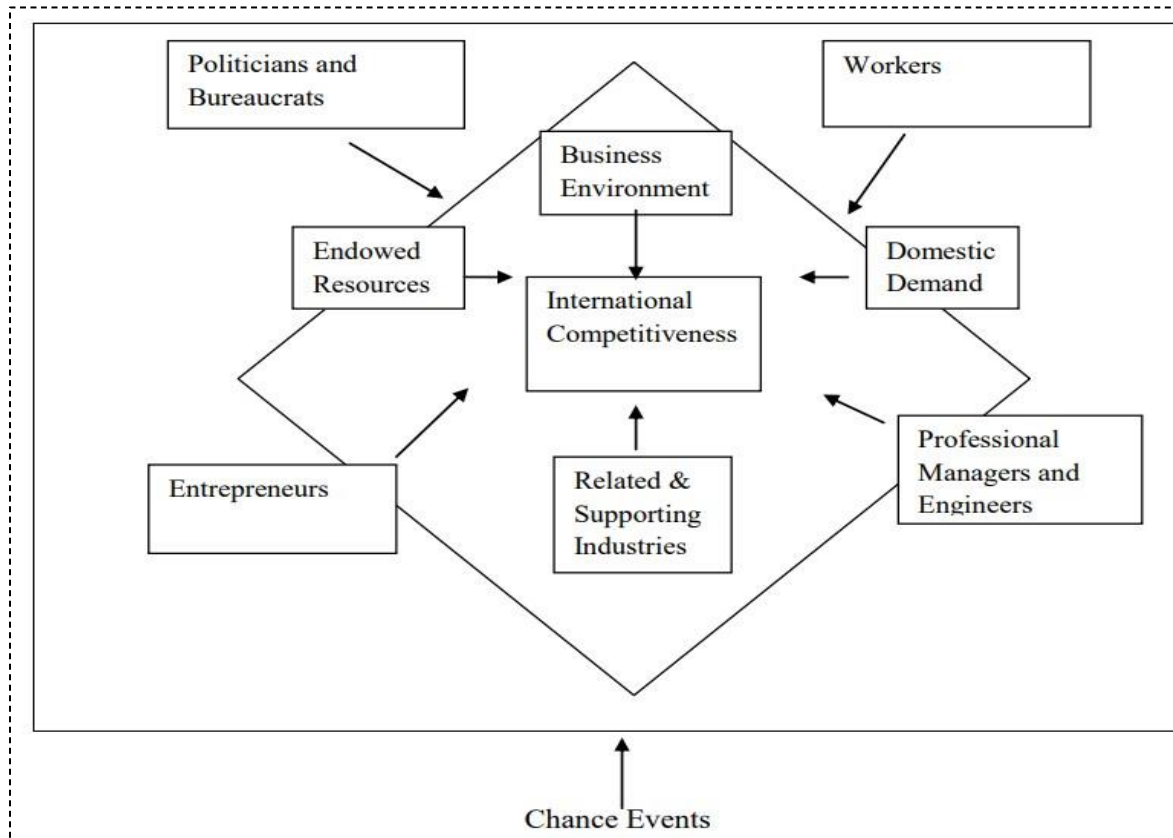 Politicians and
Bureaucrats
Workers
Business
Environment
Endowed
Resources
Domestic
Demand
International
Competitiveness
Entrepreneurs
Related &
Supporting
Industries
Professional
Managers and
Engineers
Chance Events